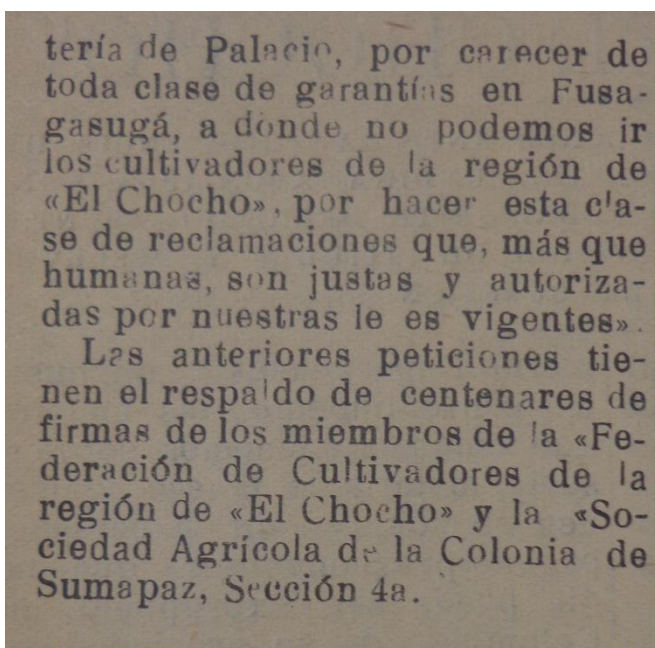 tería de Palacio, por carecer de
toda clase de garantías en Fusa-
gasugá, a donde no podemos ir
los cultivadores de la región de
«El Chocho», por hacer esta cla-
se de reclamaciones que, más que
humanas, son justas y autoriza-
das por nuestras le es vigentes».
Las anteriores peticiones tie-
nen el respaldo de centenares de
firmas de los miembros de la «Fe-
deración de Cultivadores de la
región de «El Chocho» y la «So-
ciedad Agrícola de la Colonia de
Sumapaz, Sección 4a.